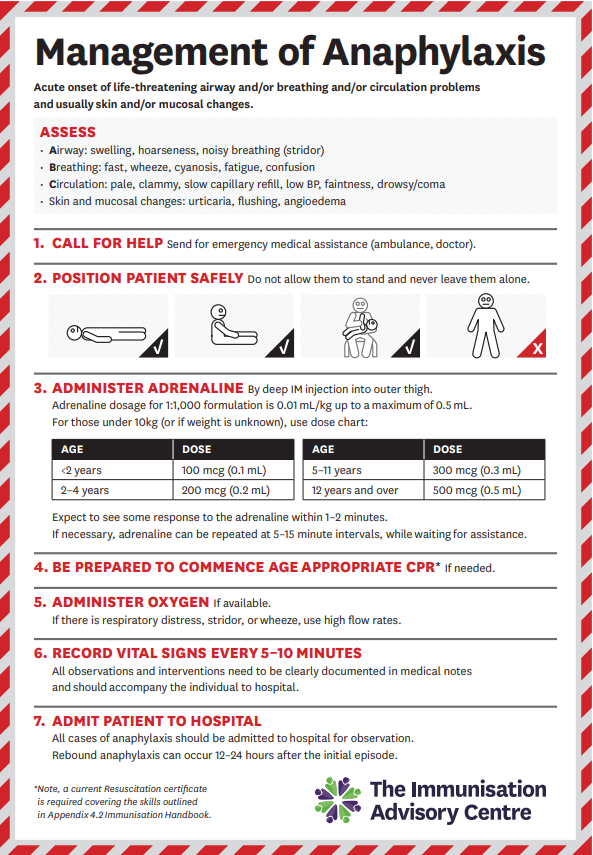 Management of Anaphylaxis
Acute onset of life-threatening airway and/or breathing and/or circulation problems
and usually skin and/or mucosal changes.
ASSESS
· Airway: swelling, hoarseness, noisy breathing (stridor)
· Breathing: fast, wheeze, cyanosis, fatigue, confusion
· Circulation: pale, clammy, slow capillary refill, low BP, faintness, drowsy/coma
· Skin and mucosal changes: urticaria, flushing, angioedema
1. CALL FOR HELP Send for emergency medical assistance (ambulance, doctor).
2. POSITION PATIENT SAFELY Do not allow them to stand and never leave them alone.
√ √ √ X
3. ADMINISTER ADRENALINE By deep IM injection into outer thigh.
Adrenaline dosage for 1:1,000 formulation is 0.01 mL/kg up to a maximum of 0.5 mL.
For those under 10kg (or if weight is unknown), use dose chart:
AGE DOSE AGE DOSE
<2 years 100 mcg (0.1 mL) 5–11 years 300 mcg (0.3 mL)
2–4 years 200 mcg (0.2 mL) 12 years and over 500 mcg (0.5 mL)
Expect to see some response to the adrenaline within 1–2 minutes.
If necessary, adrenaline can be repeated at 5–15 minute intervals, while waiting for assistance.
4. BE PREPARED TO COMMENCE AGE APPROPRIATE CPR* If needed.
5. ADMINISTER OXYGEN If available.
If there is respiratory distress, stridor, or wheeze, use high flow rates.
6. RECORD VITAL SIGNS EVERY 5–10 MINUTES
All observations and interventions need to be clearly documented in medical notes
and should accompany the individual to hospital.
7. ADMIT PATIENT TO HOSPITAL
All cases of anaphylaxis should be admitted to hospital for observation.
Rebound anaphylaxis can occur 12–24 hours after the initial episode.
*Note, a current Resuscitation certificate
is required covering the skills outlined
in Appendix 4.2 Immunisation Handbook.
The Immunisation
Advisory Centre